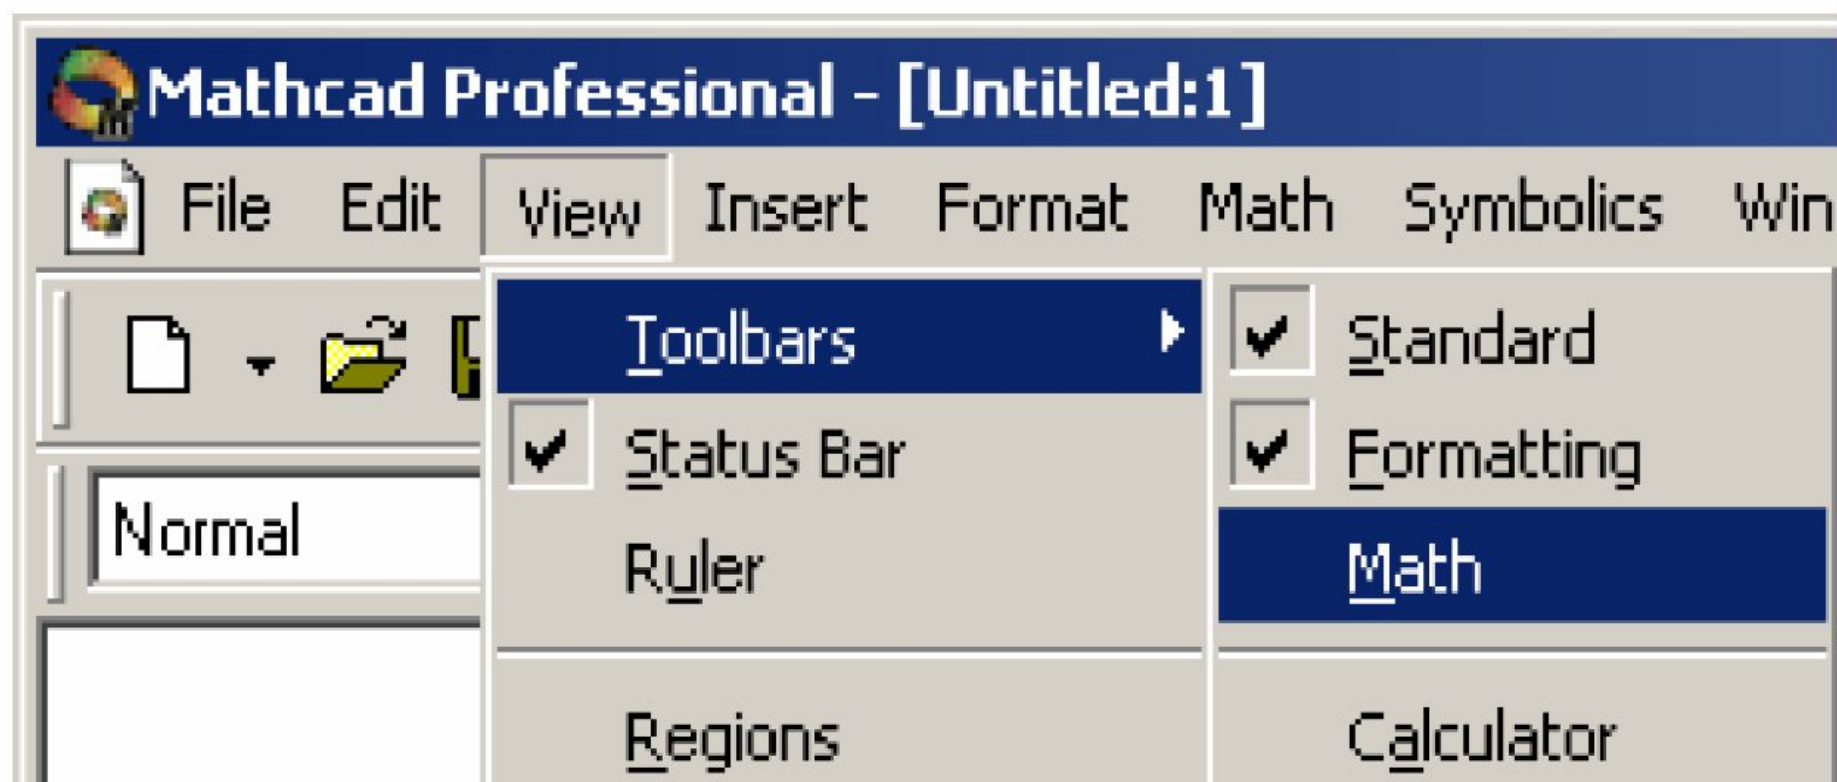 Mathcad Professional - [Untitled:1]
File Edit View Insert Format Math Symbolics Win
Toolbars
Standard
Status Bar
Formatting
Normal
Ruler
Math
Regions
Calculator